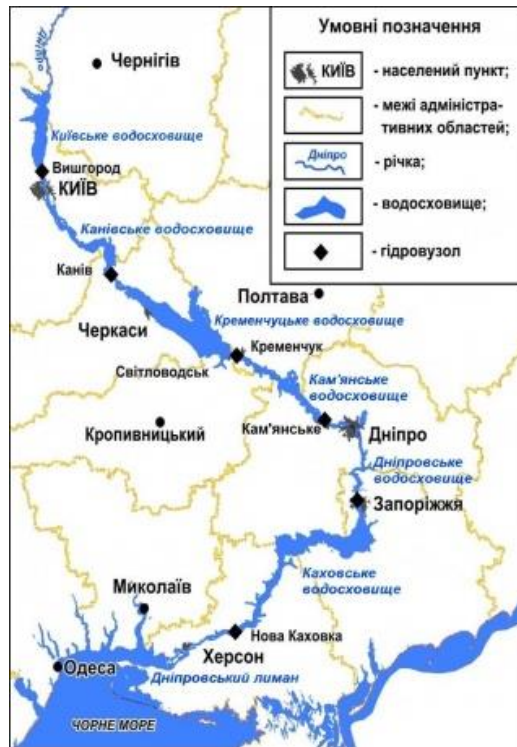 Умовні позначення
КИЇВ
- населений пункт;
- межі адміністра-
тивних областей;
Дніпро
- річка;
- водосховище;
- гідровузол
Дніпро
Чернігів
Київське водосховище
Вишгород
КИЇВ
Канівське водосховище
Канів
Полтава
Черкаси
Кременчуцьке водосховище
Кременчук
Світловодськ
Кам'янське
водосховище
Кам'янське
Дніпро
Кропивницький
Дніпровське
водосховище
Запоріжжя
Каховське
водосховище
Миколаїв
Нова Каховка
Херсон
Одеса
Дніпровський лиман
ЧОРНЕ МОРЕ